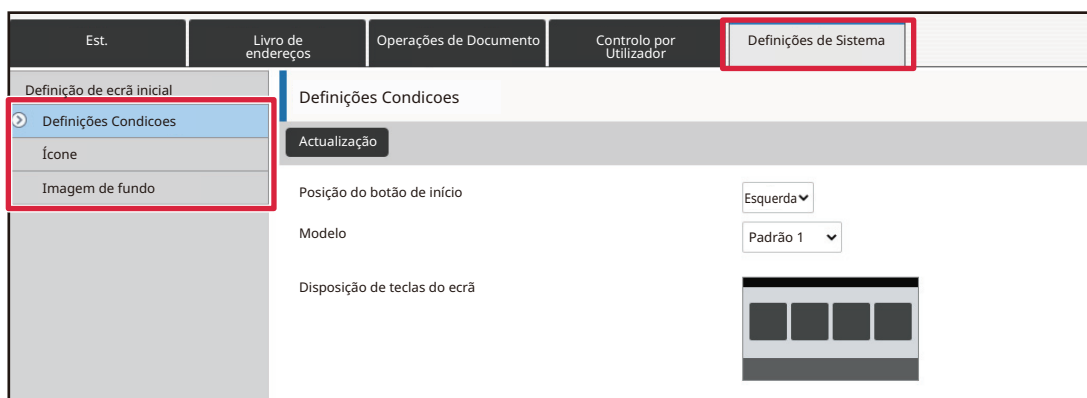 Est.
Livro de
endereços
Operações de Documento
Controlo por
Utilizador
Definições de Sistema
Definição de ecrã inicial
Definições Condicoes
Ícone
Imagem de fundo
Definições Condicoes
Actualização
Posição do botão de início
Esquerda
Modelo
Padrão 1
Disposição de teclas do ecrã